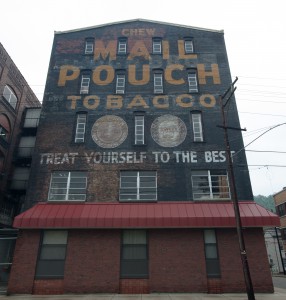 CHEW
MAIL
POUCH
TOBACCO
TREAT YOURSELF TO THE BEST